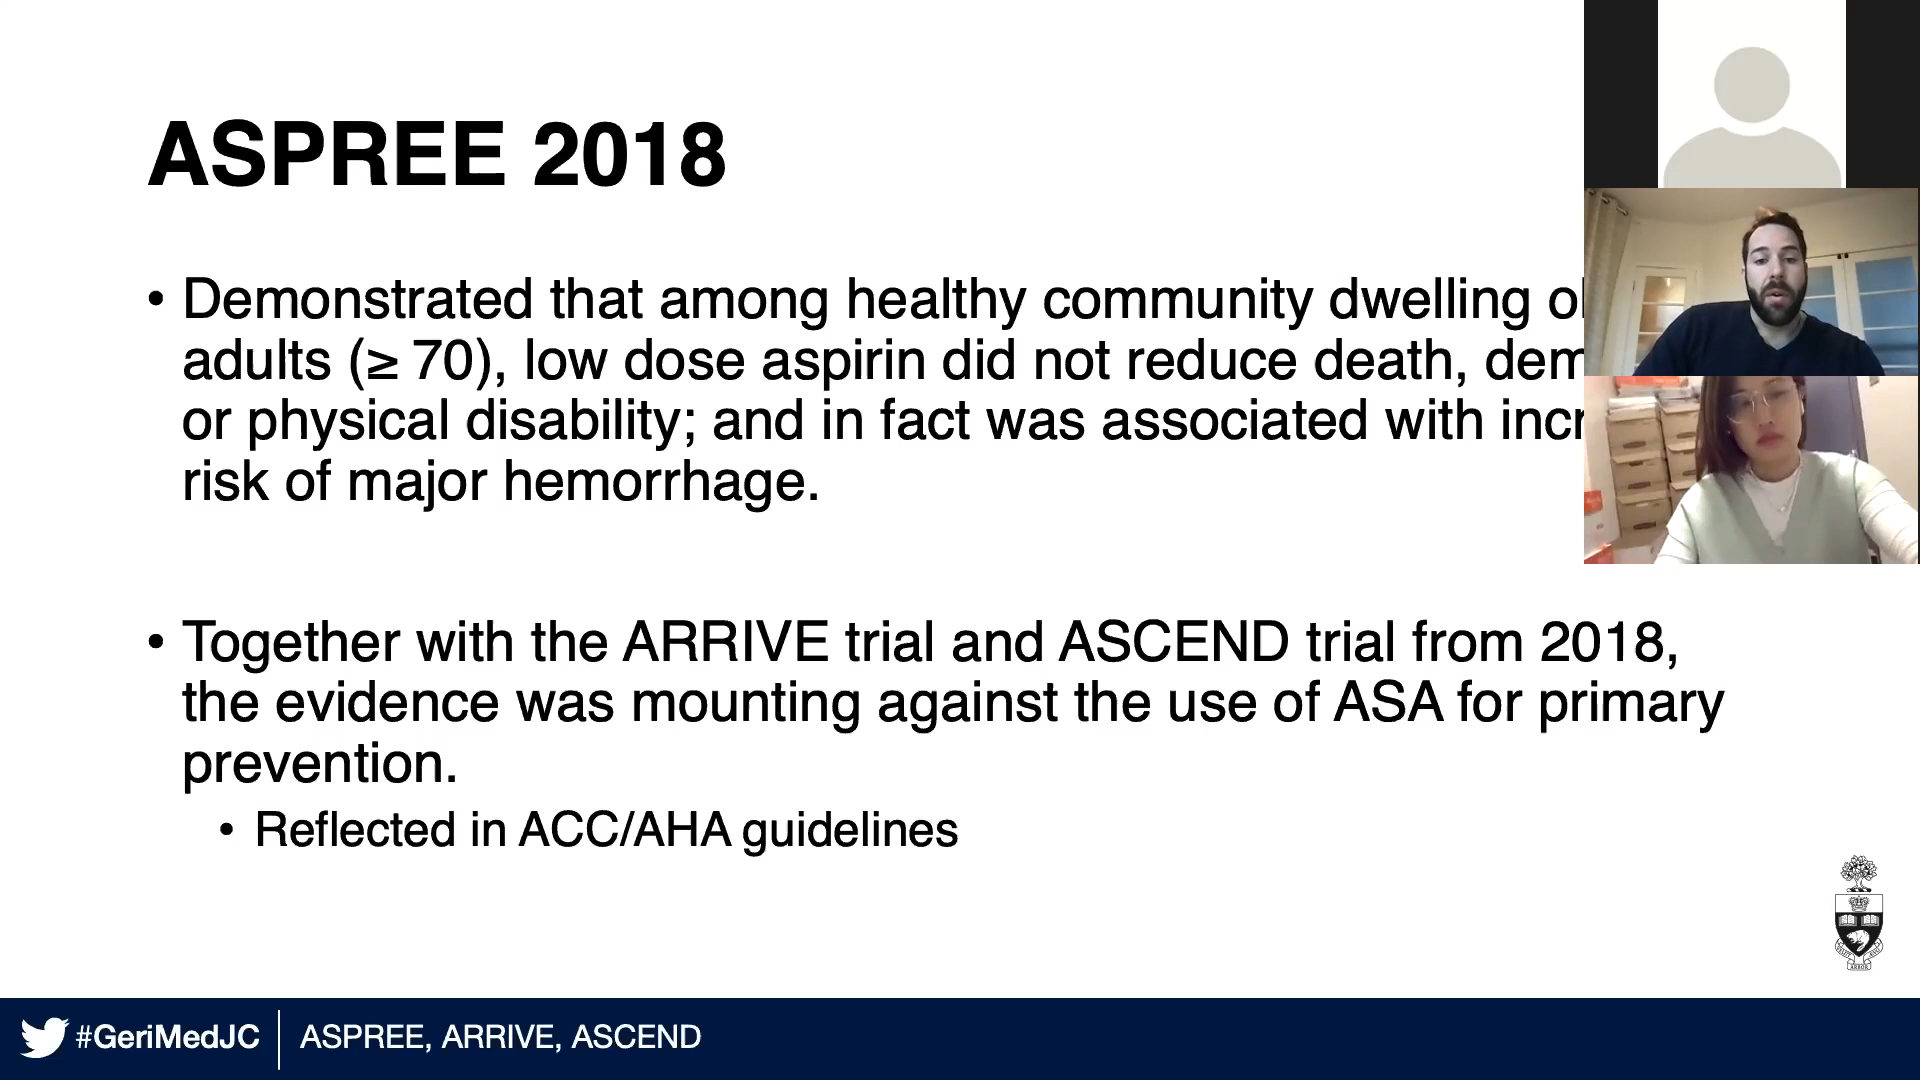 ASPREE 2018
• Demonstrated that among healthy community dwelling
adults (≥ 70), low dose aspirin did not reduce death,
or physical disability; and in fact was associated with
risk of major hemorrhage.
• Together with the ARRIVE trial and ASCEND trial from 2018,
the evidence was mounting against the use of ASA for primary
prevention.
• Reflected in ACC/AHA guidelines
#GeriMedJC
ASPREE, ARRIVE, ASCEND